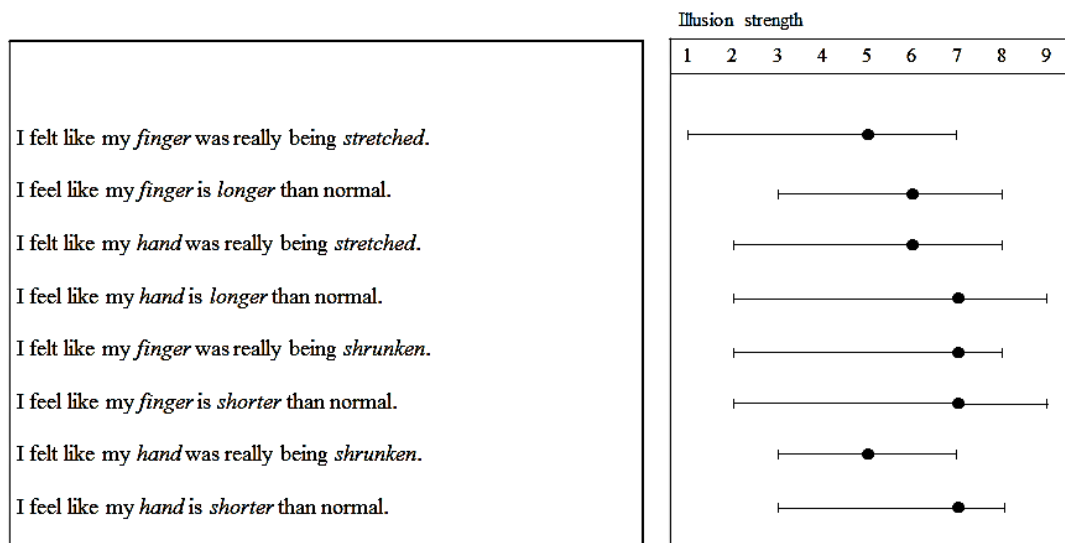 Illusion strength
1 2 3 4 5 6 7 8 9
I felt like my finger was really being stretched.
I feel like my finger is longer than normal.
I felt like my hand was really being stretched.
I feel like my hand is longer than normal.
I felt like my finger was really being shrunken.
I feel like my finger is shorter than normal.
I felt like my hand was really being shrunken.
I feel like my hand is shorter than normal.